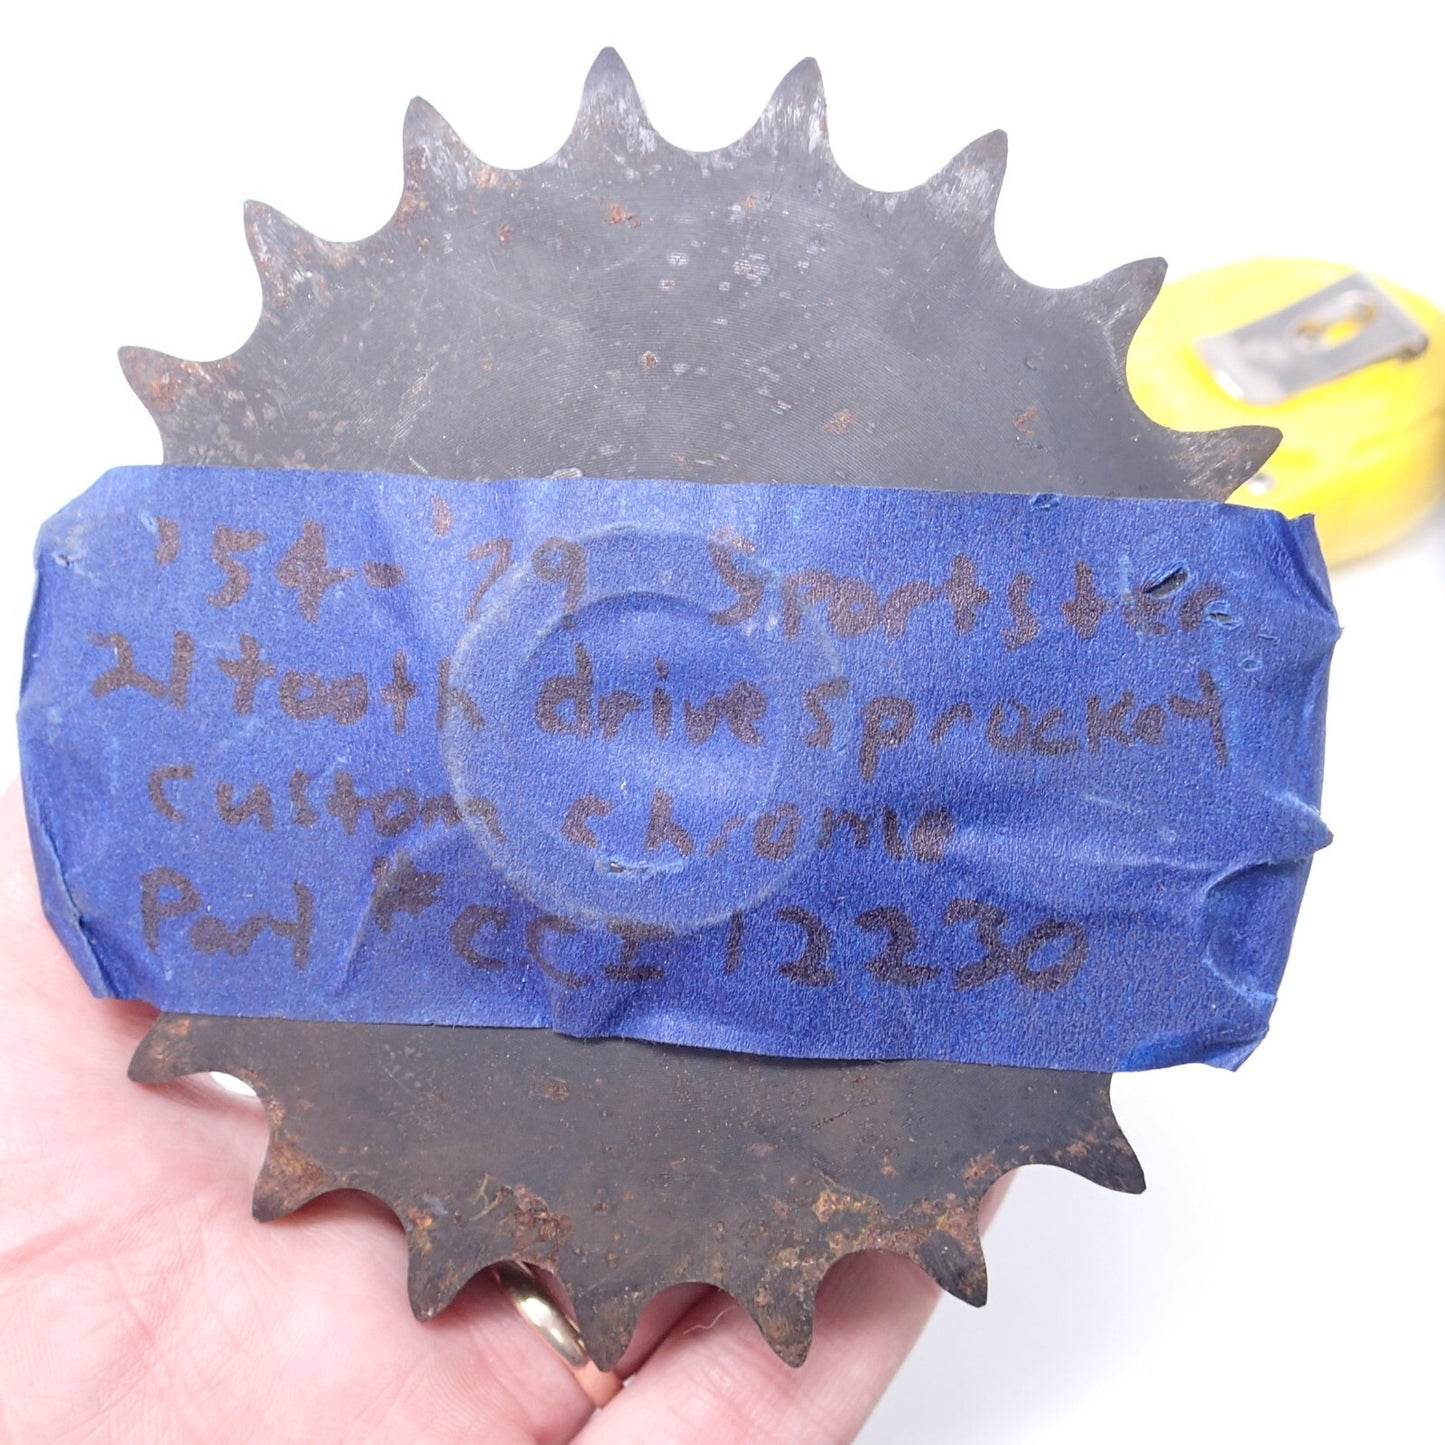 '54-'79 Sportster
21 tooth drive sprocket
custom chrome
Part # CCI 12230